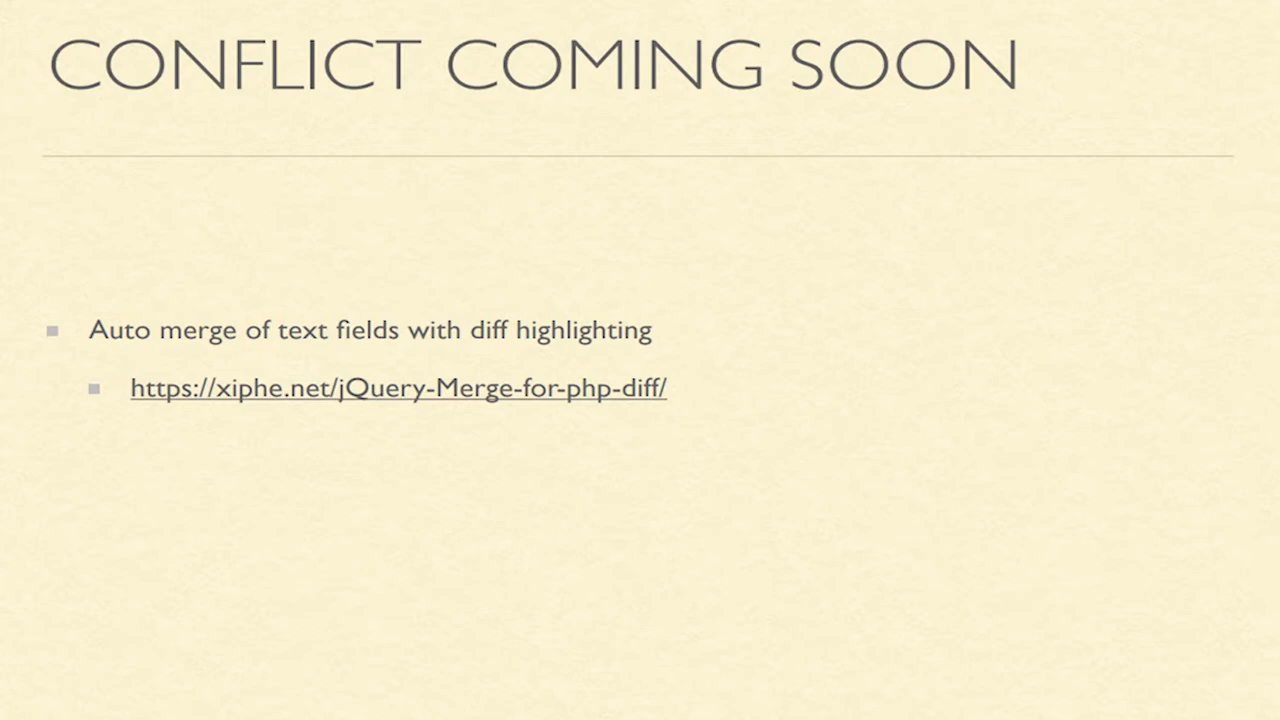 CONFLICT COMING SOON
Auto merge of text fields with diff highlighting
https://xiphe.net/jQuery-Merge-for-php-diff/